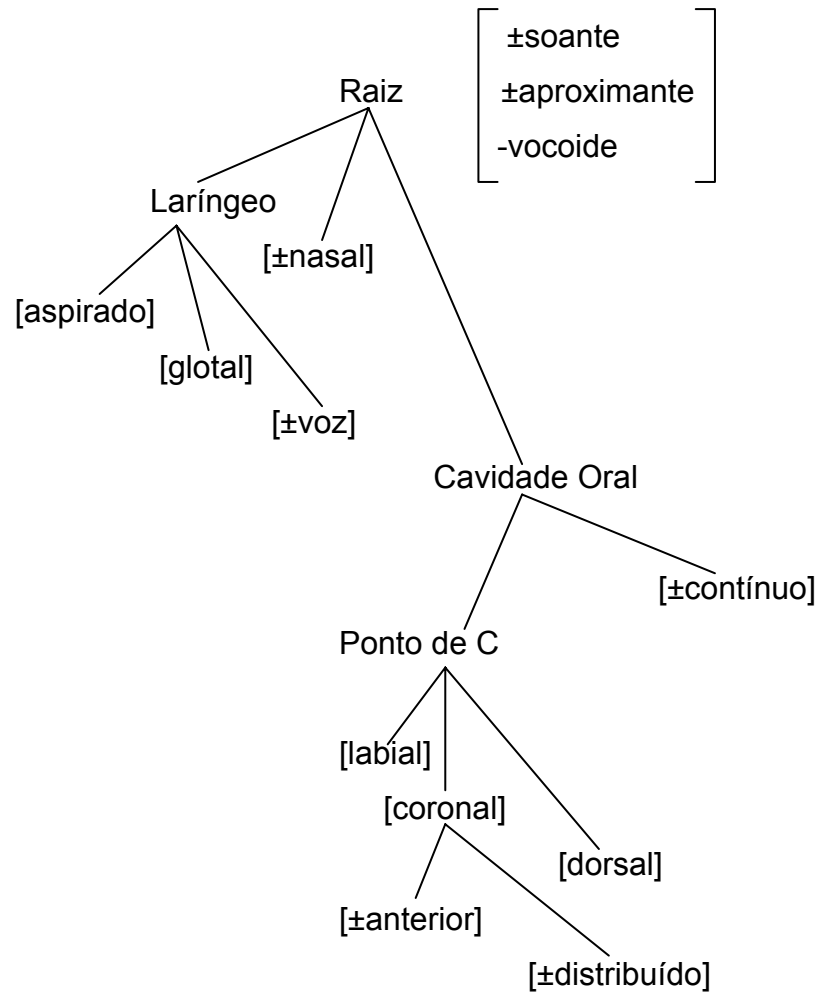 ±soante
Raiz
±aproximante
-vocoide
Laríngeo
[±nasal]
[aspirado]
[glotal]
[±voz]
Cavidade Oral
[±contínuo]
Ponto de C
[labial]
[coronal]
[dorsal]
[±anterior]
[±distribuído]